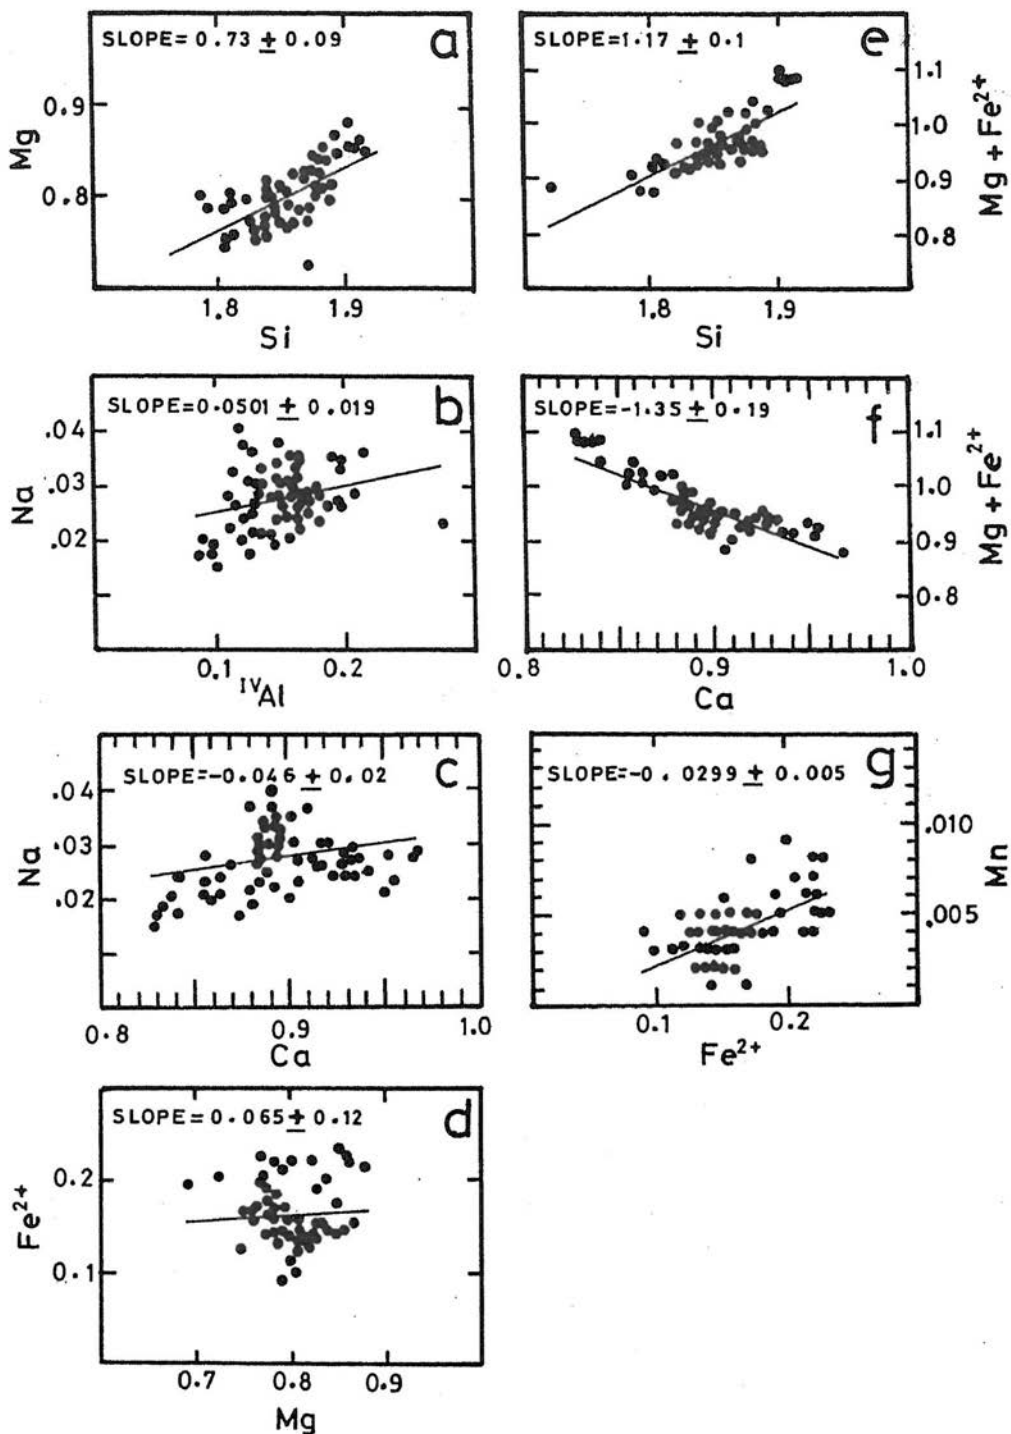 SLOPE=0.73 ± 0.09
a
Mg
0.9
0.8
1.8
1.9
Si
SLOPE=1.17 ± 0.1
e
1.1
1.0
0.9
0.8
Mg + Fe2+
1.8
1.9
Si
SLOPE=0.0501 ± 0.019
b
Na
.04
.03
.02
0.1
0.2
IVAl
SLOPE=-1.35 ± 0.19
f
1.1
1.0
0.9
0.8
Mg + Fe2+
0.8
0.9
1.0
Ca
SLOPE=-0.046 ± 0.02
c
Na
.04
.03
.02
0.8
0.9
1.0
Ca
SLOPE=-0.0299 ± 0.005
g
.010
.005
Mn
0.1
0.2
Fe2+
SLOPE=0.065 ± 0.12
d
Fe2+
0.2
0.1
0.7
0.8
0.9
Mg